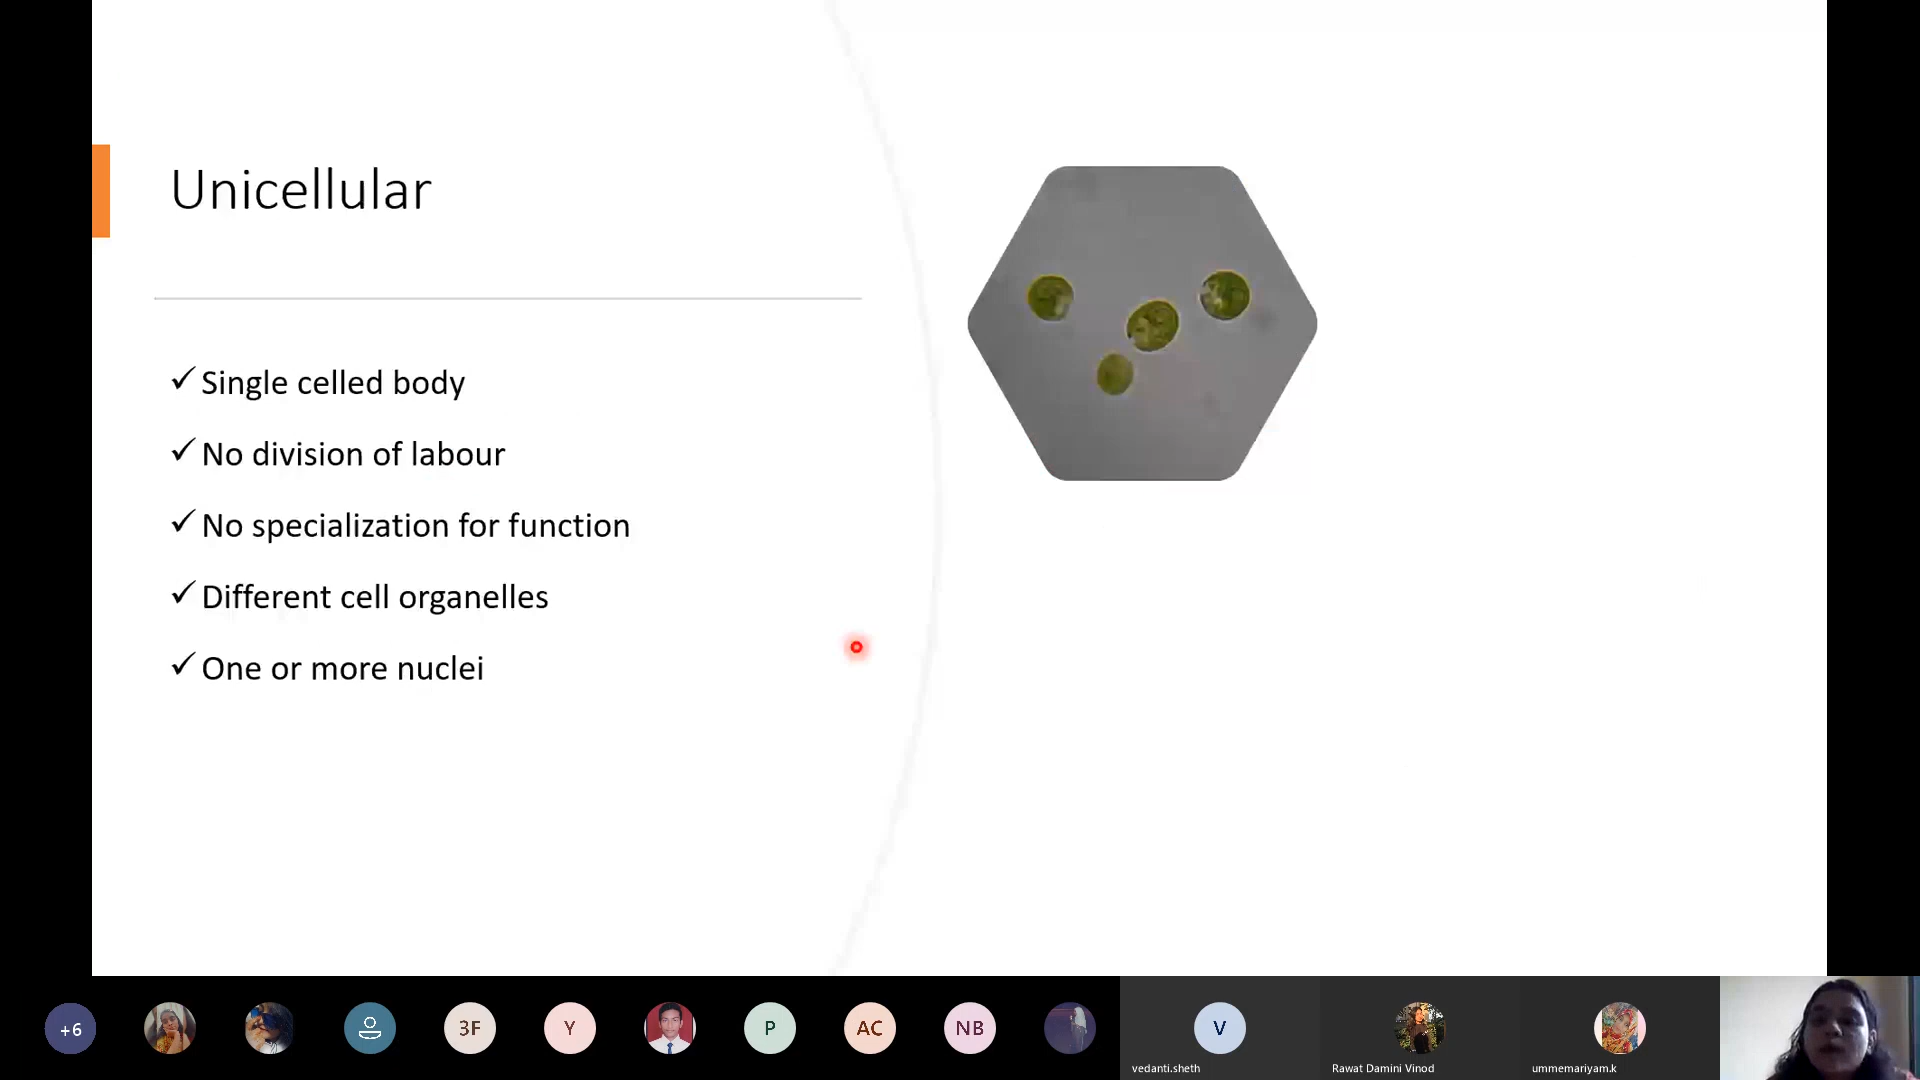 Unicellular
✓ Single celled body
✓ No division of labour
✓ No specialization for function
✓ Different cell organelles
✓ One or more nuclei
+6
3F
Y
P
AC
NB
V
vedanti.sheth
Rawat Damini Vinod
ummemariyam.k